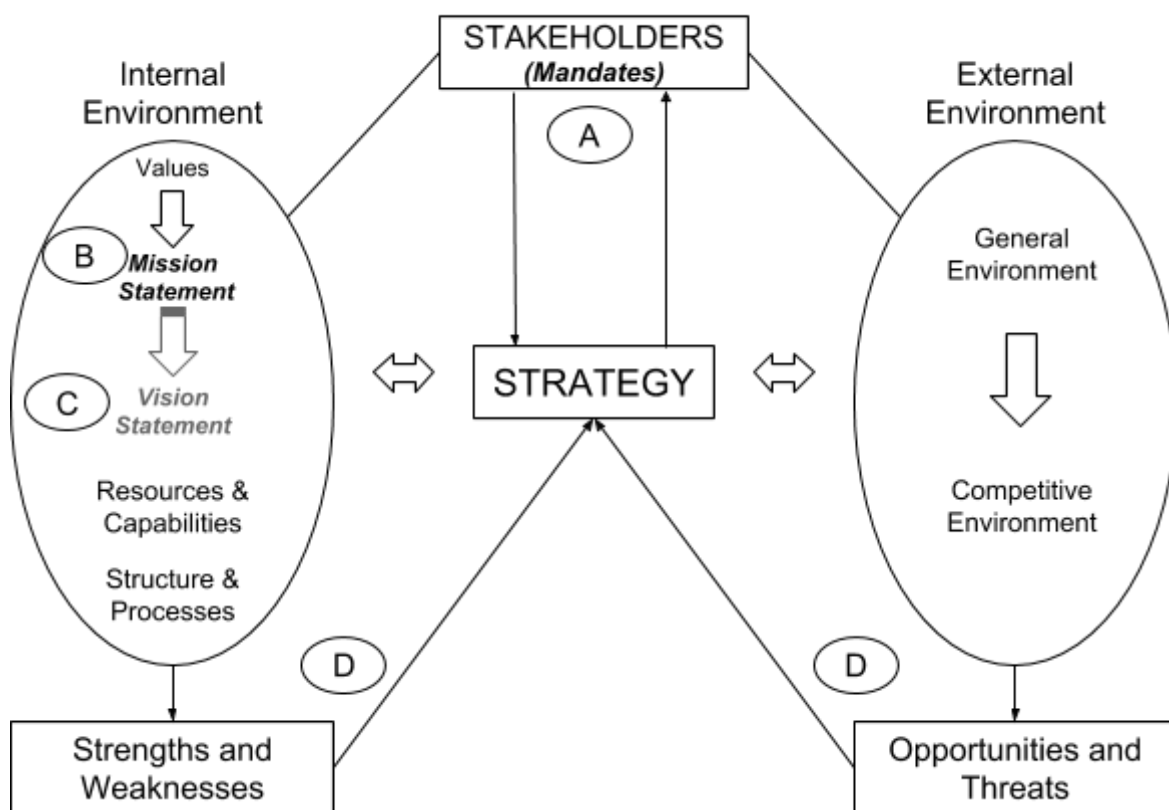 STAKEHOLDERS
(Mandates)
Internal
Environment
External
Environment
A
Values
B
Mission
Statement
C
Vision
Statement
Resources &
Capabilities
Structure &
Processes
STRATEGY
General
Environment
Competitive
Environment
D
D
Strengths and
Weaknesses
Opportunities and
Threats